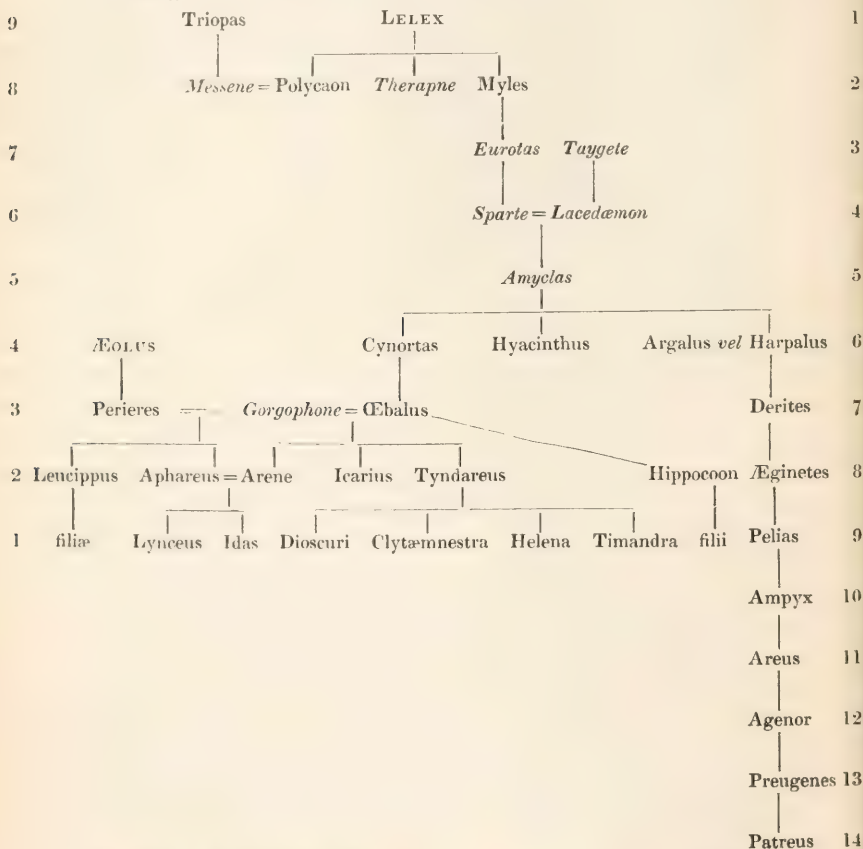 9 Triopas LELEX 1
8 Messene = Polycaon Therapne Myles 2
7 Eurotas Taygete 3
6 Sparte = Lacedæmon 4
5 Amyclas 5
4 ÆOLUS Cynortas Hyacinthus Argalus vel Harpalus 6
3 Perieres = Gorgophone = Œbalus Derites 7
2 Leucippus Aphareus = Arene Icarius Tyndareus Hippocoon Æginetes 8
1 filiæ Lynceus Idas Dioscuri Clytæmnestra Helena Timandra filii Pelias 9
Ampyx 10
Areus 11
Agenor 12
Preugenes 13
Patreus 14